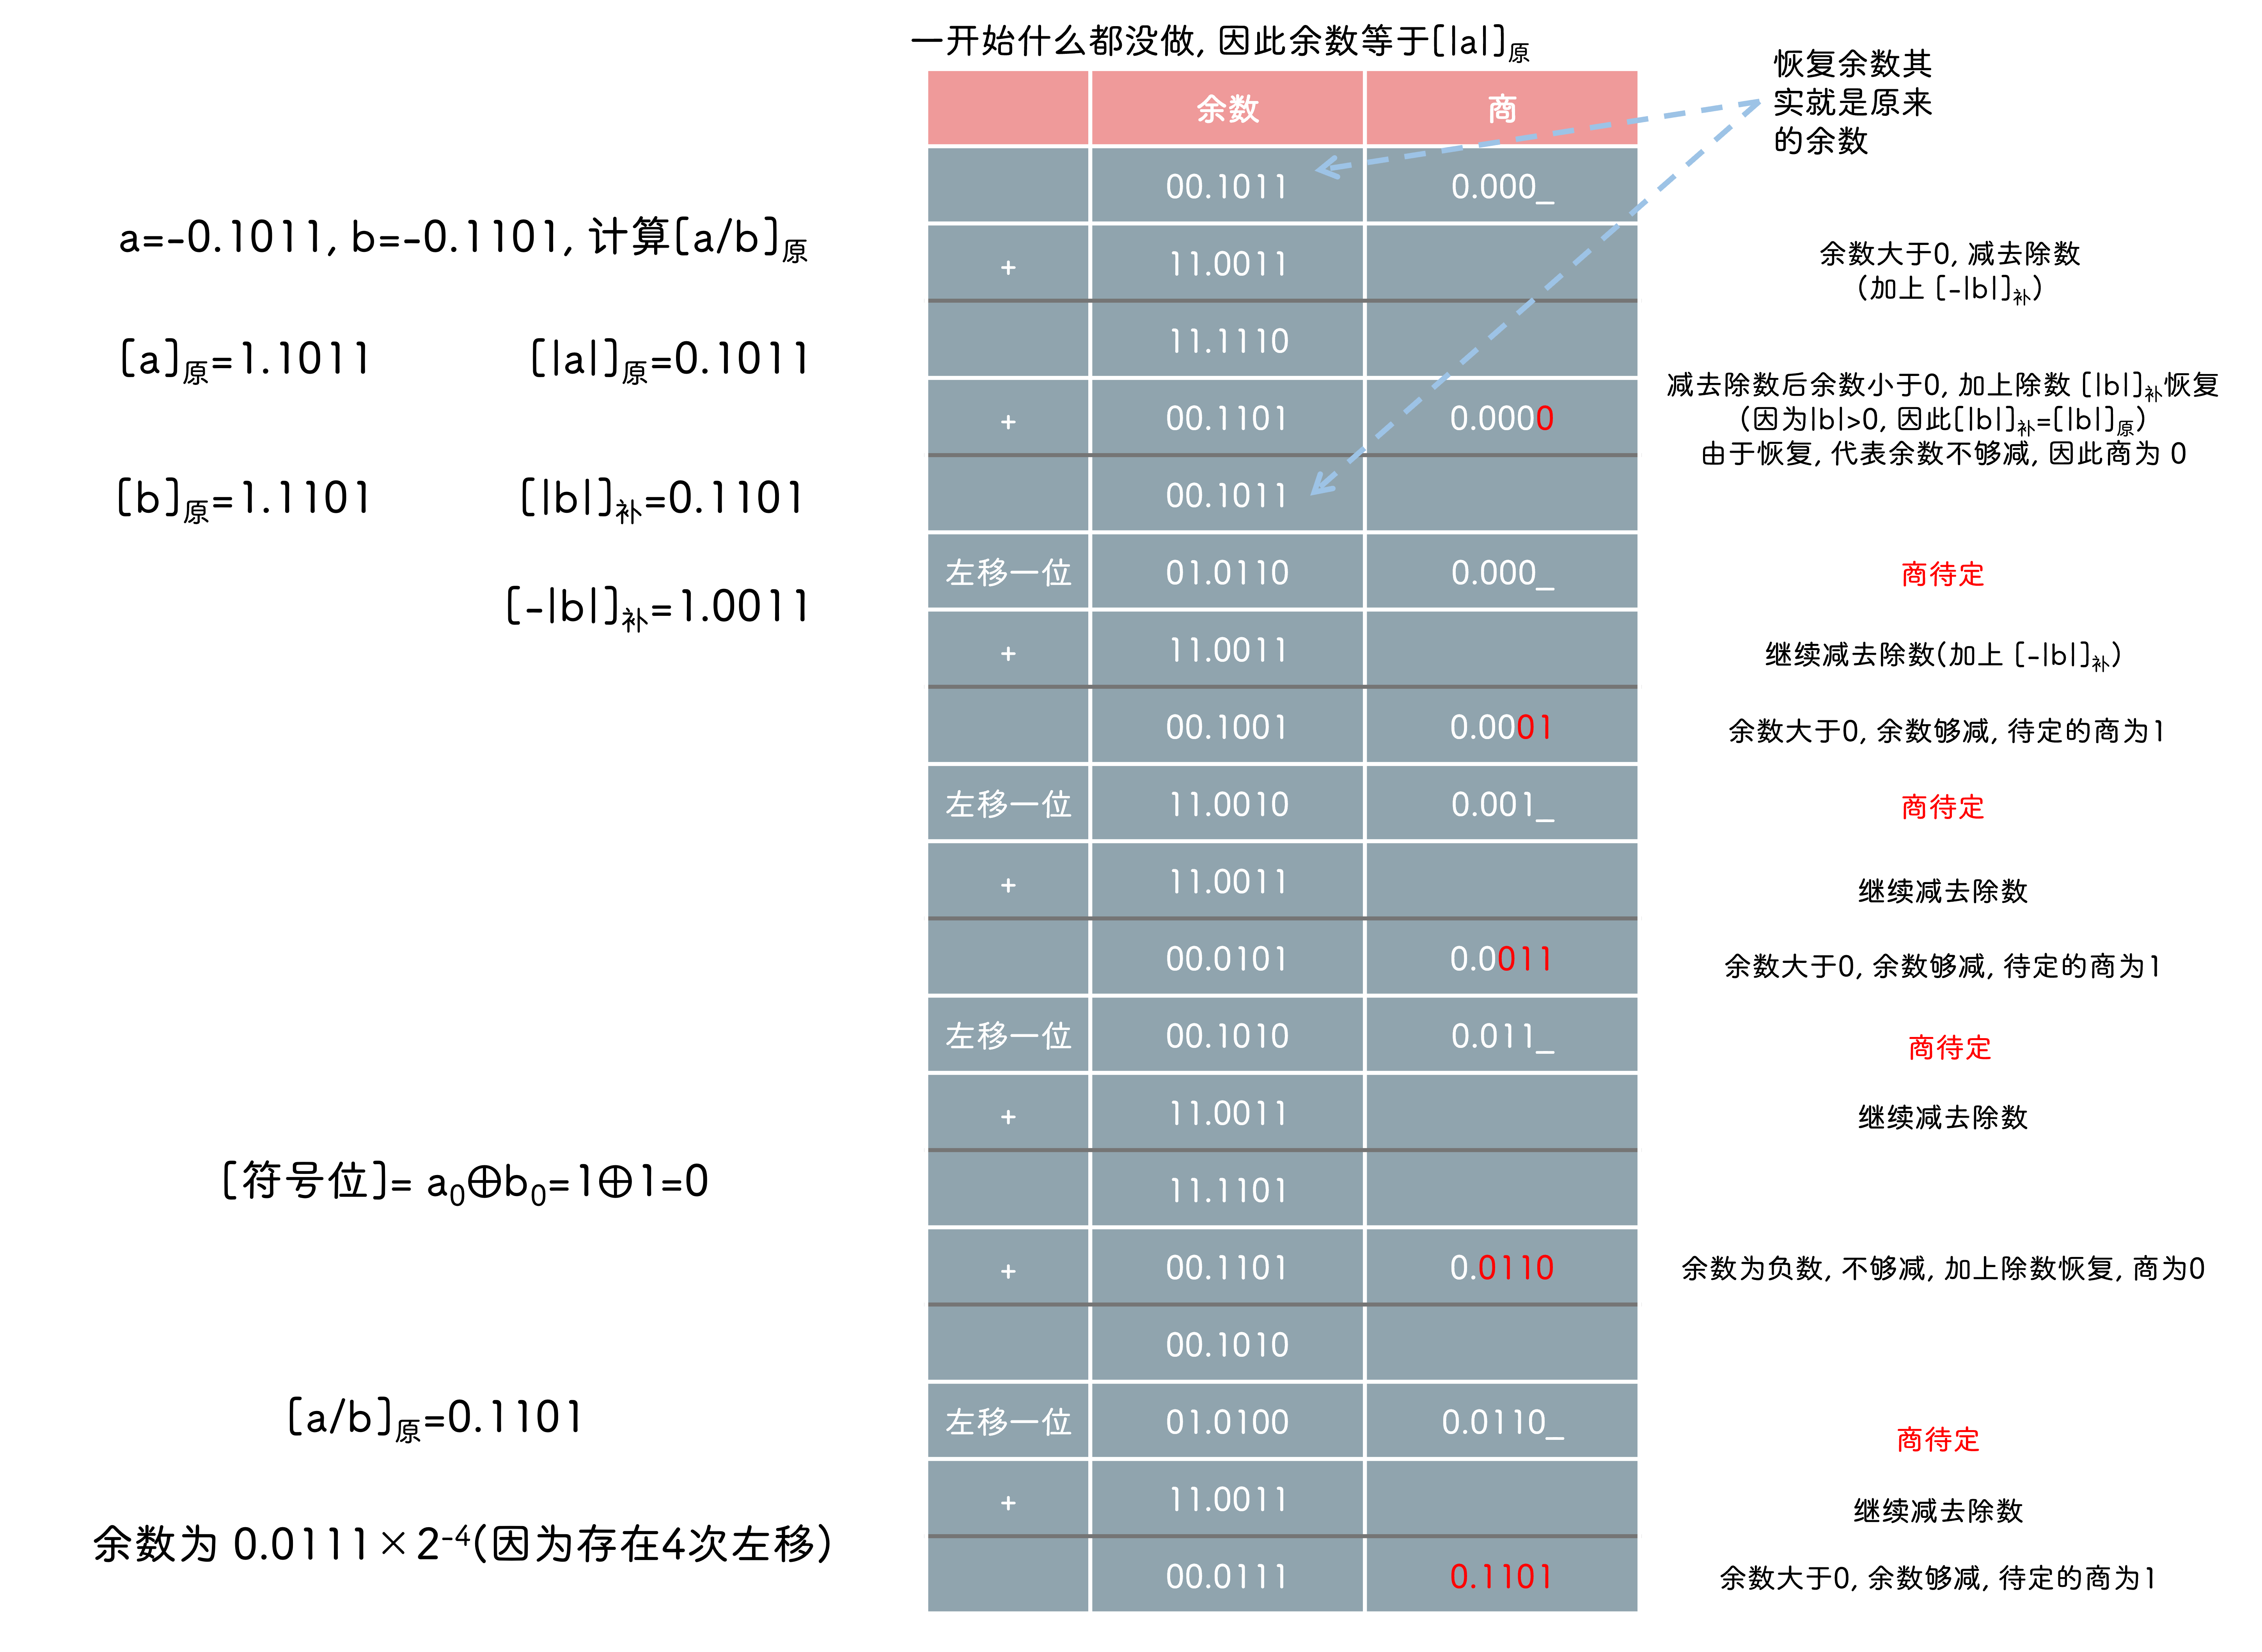 一开始什么都没做, 因此余数等于[|a|]原
恢复余数其
实就是原来
的余数
a=-0.1011, b=-0.1101, 计算[a/b]原
[a]原=1.1011 [|a|]原=0.1011
[b]原=1.1101 [|b|]补=0.1101
[-|b|]补=1.0011
[符号位]= a0⊕b0=1⊕1=0
[a/b]原=0.1101
余数为 0.0111×2-4(因为存在4次左移)
余数 商
00.1011 0.000_
+ 11.0011
11.1110
+ 00.1101 0.0000
00.1011
左移一位 01.0110 0.000_
+ 11.0011
00.1001 0.0001
左移一位 11.0010 0.001_
+ 11.0011
00.0101 0.0011
左移一位 00.1010 0.011_
+ 11.0011
11.1101
+ 00.1101 0.0110
00.1010
左移一位 01.0100 0.0110_
+ 11.0011
00.0111 0.1101
余数大于0, 减去除数
(加上 [-|b|]补)
减去除数后余数小于0, 加上除数 [|b|]补恢复
(因为|b|>0, 因此[|b|]补=[|b|]原)
由于恢复, 代表余数不够减, 因此商为 0
商待定
继续减去除数(加上 [-|b|]补)
余数大于0, 余数够减, 待定的商为1
商待定
继续减去除数
余数大于0, 余数够减, 待定的商为1
商待定
继续减去除数
余数为负数, 不够减, 加上除数恢复, 商为0
商待定
继续减去除数
余数大于0, 余数够减, 待定的商为1